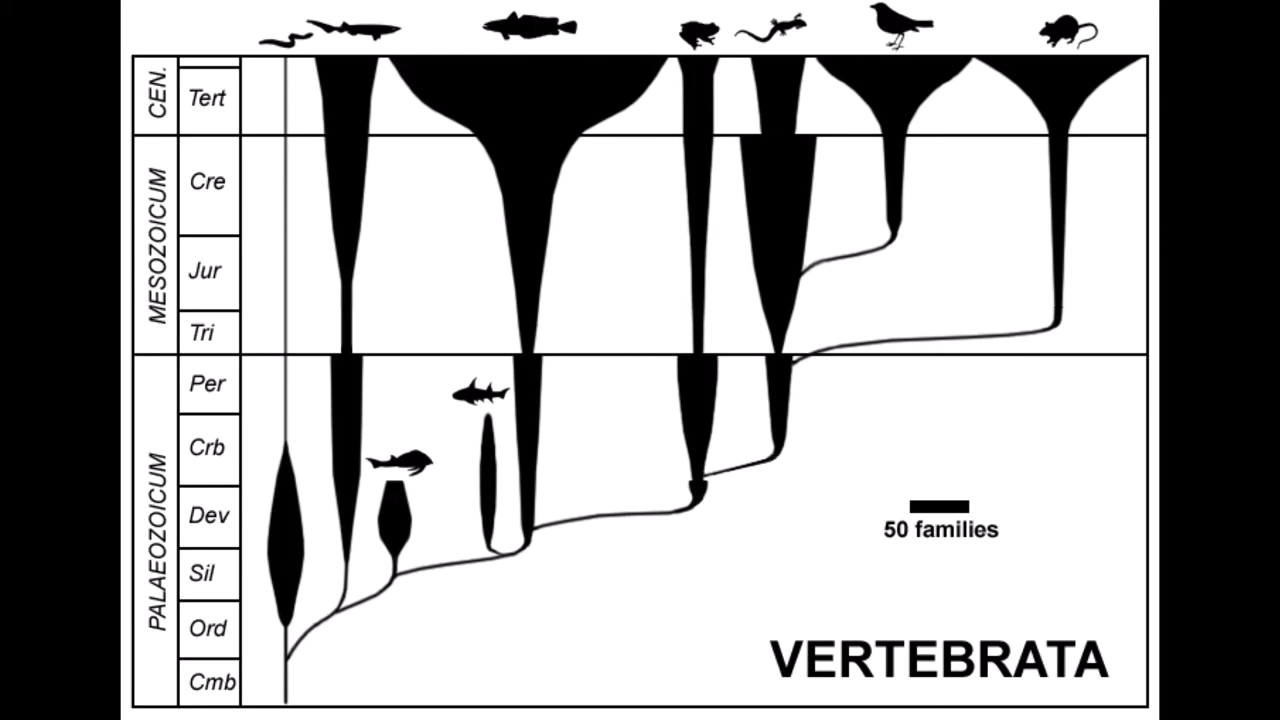 CEN.
Tert
MESOZOICUM
Cre
Jur
Tri
PALAEOZOICUM
Per
Crb
Dev
Sil
Ord
Cmb
50 families
VERTEBRATA